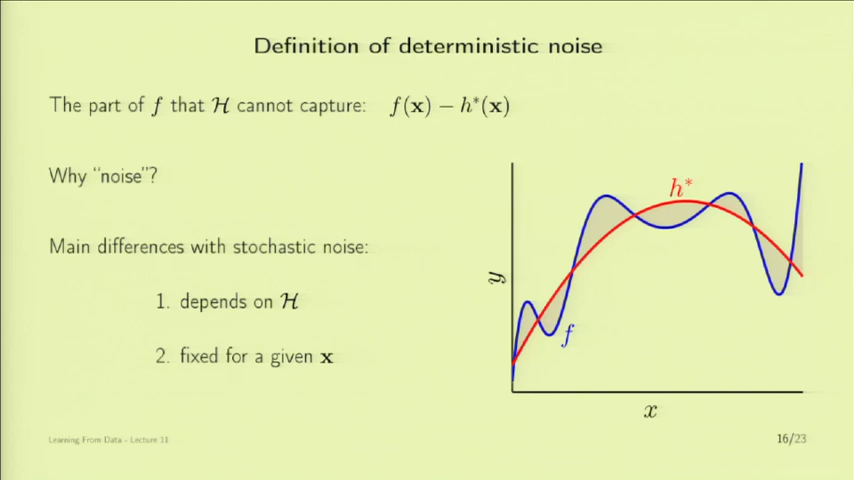 Definition of deterministic noise
The part of f that ℋ cannot capture: f(x) − h*(x)
Why "noise"?
Main differences with stochastic noise:
1. depends on ℋ
2. fixed for a given x
h*
f
y
x
Learning From Data - Lecture 11
16/23